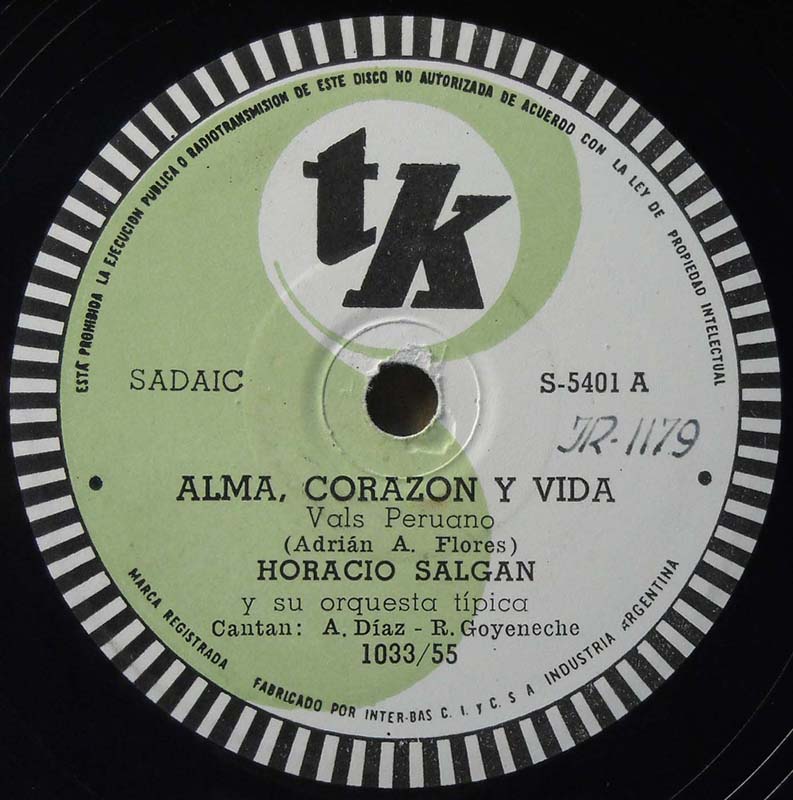 ESTÁ PROHIBIDA LA EJECUCION PUBLICA O RADIOTRANSMISION DE ESTE DISCO NO AUTORIZADA DE ACUERDO CON LA LEY DE PROPIEDAD INTELECTUAL
tk
SADAIC
S-5401 A
JR-1179
ALMA, CORAZON Y VIDA
Vals Peruano
(Adrián A. Flores)
HORACIO SALGAN
y su orquesta típica
Cantan: A. Díaz - R. Goyeneche
1033/55
MARCA REGISTRADA
FABRICADO POR INTER-BAS C. I. y C. S A INDUSTRIA ARGENTINA